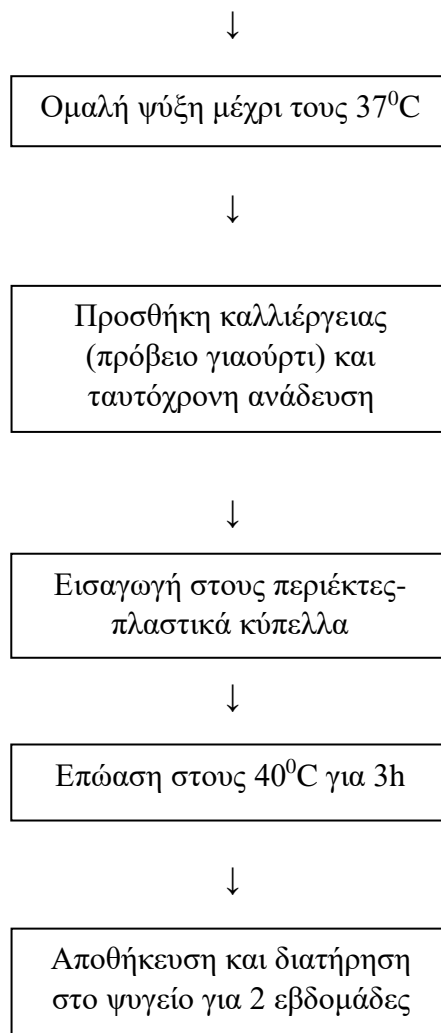 ↓
Ομαλή ψύξη μέχρι τους 37⁰C
↓
Προσθήκη καλλιέργειας
(πρόβειο γιαούρτι) και
ταυτόχρονη ανάδευση
↓
Εισαγωγή στους περιέκτες-
πλαστικά κύπελλα
↓
Επώαση στους 40⁰C για 3h
↓
Αποθήκευση και διατήρηση
στο ψυγείο για 2 εβδομάδες